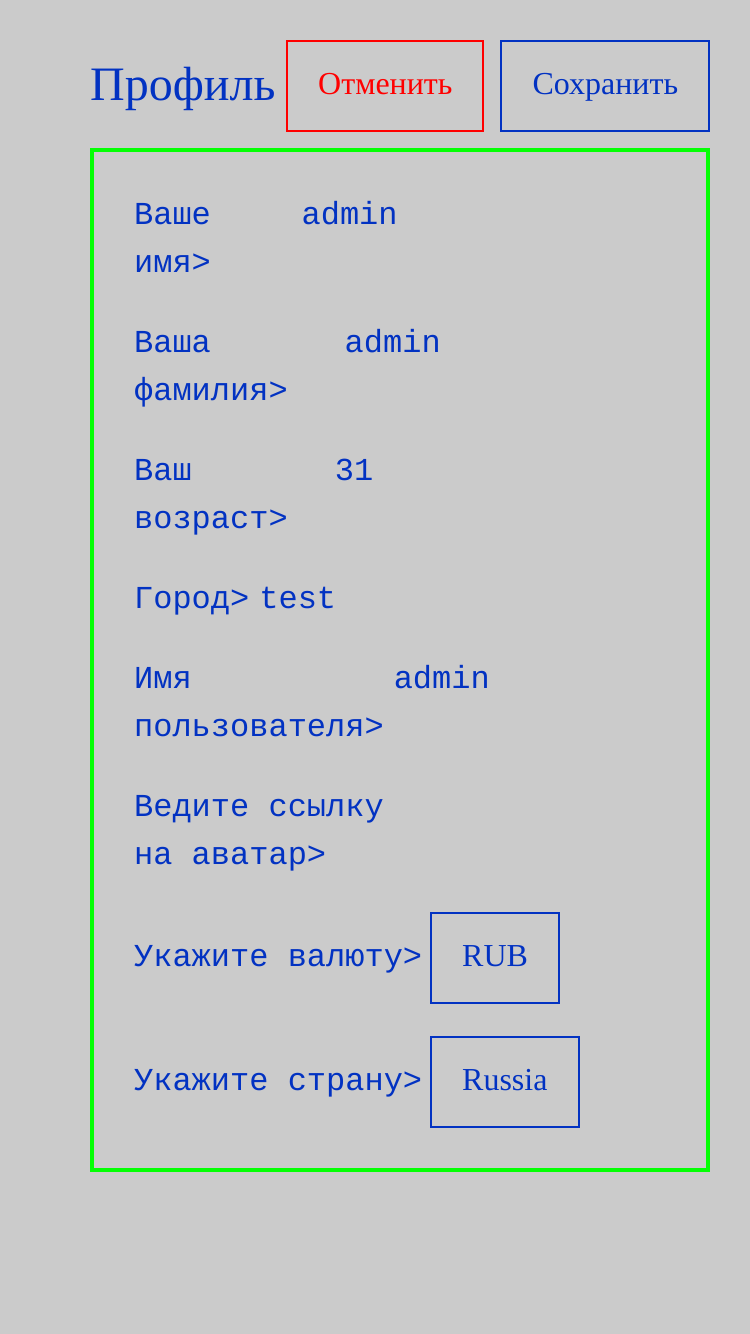 Профиль Отменить Сохранить
Ваше admin
имя>
Ваша admin
фамилия>
Ваш 31
возраст>
Город> test
Имя admin
пользователя>
Ведите ссылку
на аватар>
Укажите валюту> RUB
Укажите страну> Russia